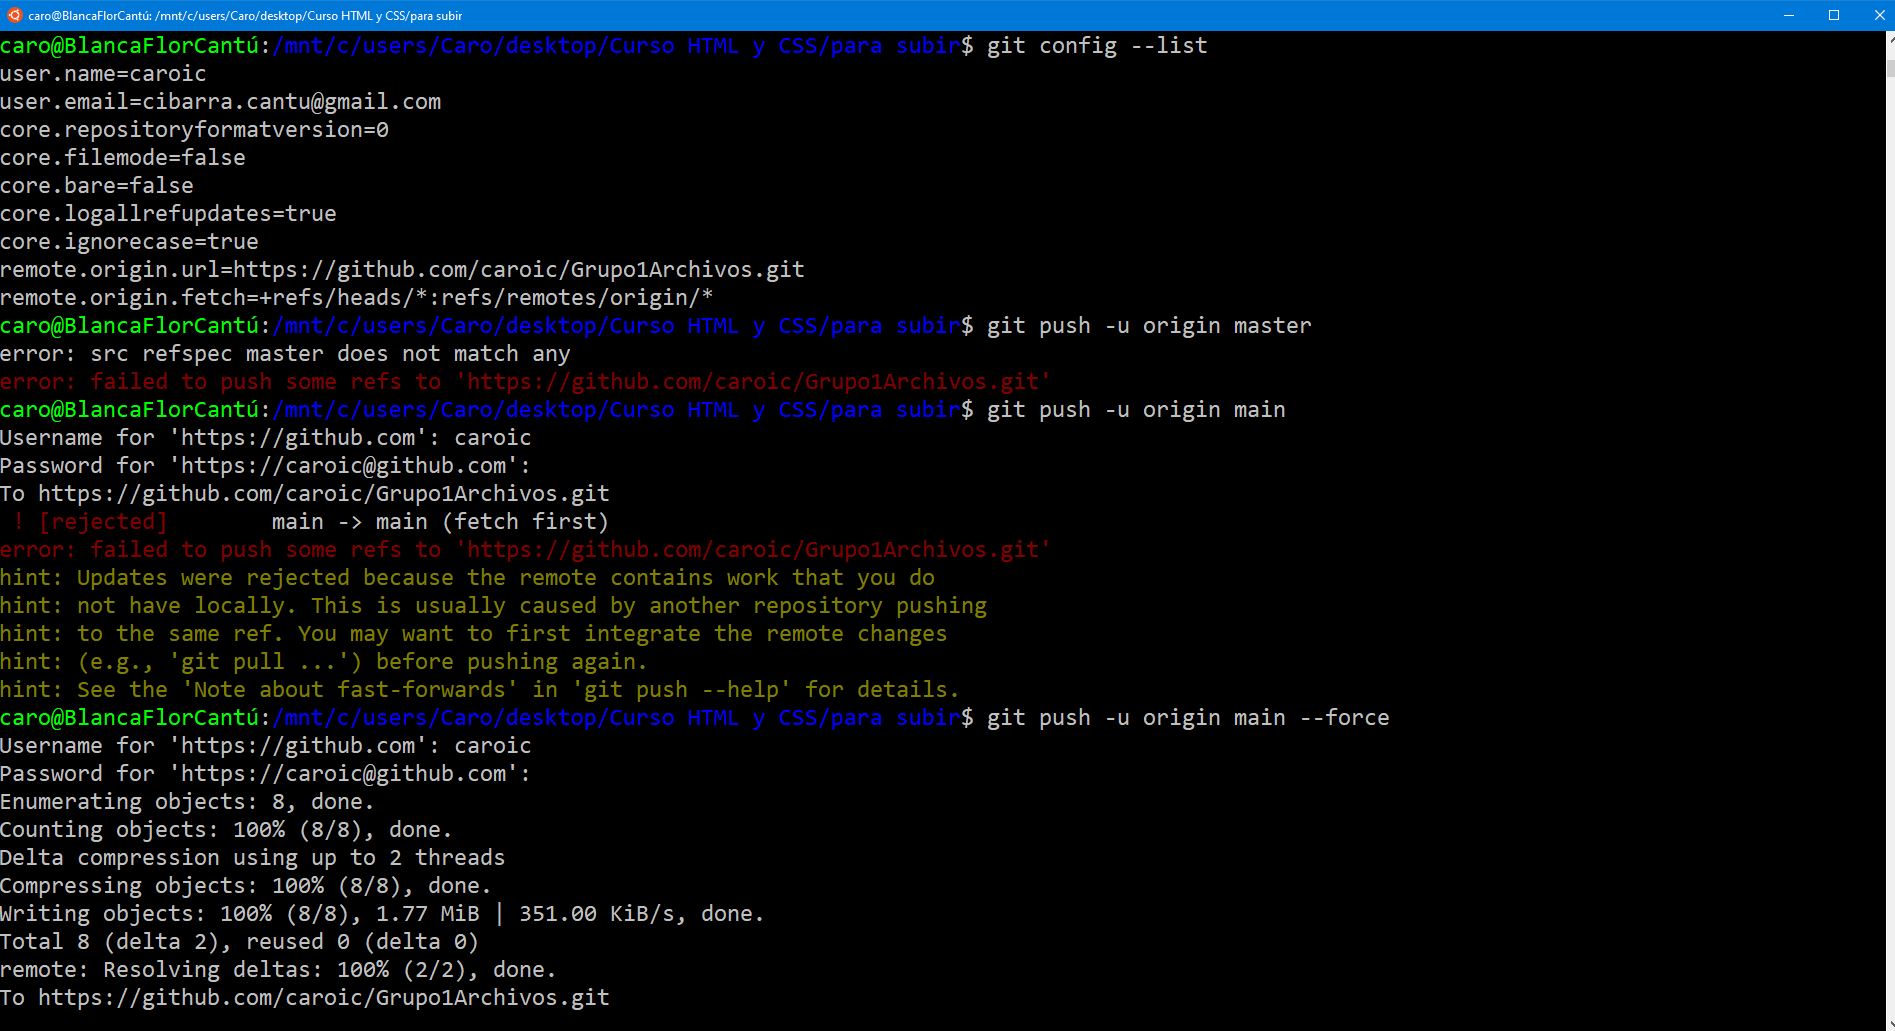 caro@BlancaFlorCantú: /mnt/c/users/Caro/desktop/Curso HTML y CSS/para subir
caro@BlancaFlorCantú:/mnt/c/users/Caro/desktop/Curso HTML y CSS/para subir$ git config --list
user.name=caroic
user.email=cibarra.cantu@gmail.com
core.repositoryformatversion=0
core.filemode=false
core.bare=false
core.logallrefupdates=true
core.ignorecase=true
remote.origin.url=https://github.com/caroic/Grupo1Archivos.git
remote.origin.fetch=+refs/heads/*:refs/remotes/origin/*
caro@BlancaFlorCantú:/mnt/c/users/Caro/desktop/Curso HTML y CSS/para subir$ git push -u origin master
error: src refspec master does not match any
error: failed to push some refs to 'https://github.com/caroic/Grupo1Archivos.git'
caro@BlancaFlorCantú:/mnt/c/users/Caro/desktop/Curso HTML y CSS/para subir$ git push -u origin main
Username for 'https://github.com': caroic
Password for 'https://caroic@github.com':
To https://github.com/caroic/Grupo1Archivos.git
 ! [rejected]        main -> main (fetch first)
error: failed to push some refs to 'https://github.com/caroic/Grupo1Archivos.git'
hint: Updates were rejected because the remote contains work that you do
hint: not have locally. This is usually caused by another repository pushing
hint: to the same ref. You may want to first integrate the remote changes
hint: (e.g., 'git pull ...') before pushing again.
hint: See the 'Note about fast-forwards' in 'git push --help' for details.
caro@BlancaFlorCantú:/mnt/c/users/Caro/desktop/Curso HTML y CSS/para subir$ git push -u origin main --force
Username for 'https://github.com': caroic
Password for 'https://caroic@github.com':
Enumerating objects: 8, done.
Counting objects: 100% (8/8), done.
Delta compression using up to 2 threads
Compressing objects: 100% (8/8), done.
Writing objects: 100% (8/8), 1.77 MiB | 351.00 KiB/s, done.
Total 8 (delta 2), reused 0 (delta 0)
remote: Resolving deltas: 100% (2/2), done.
To https://github.com/caroic/Grupo1Archivos.git